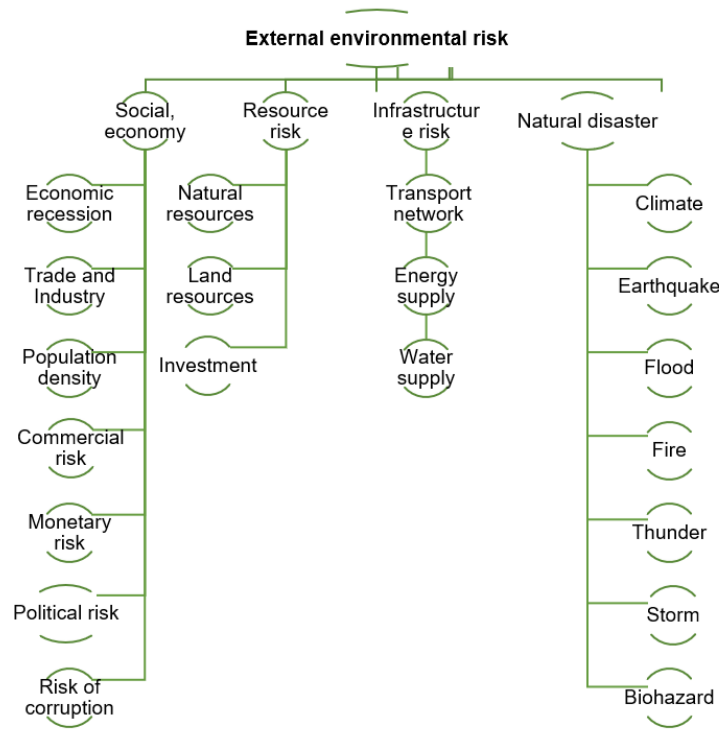 External environmental risk
Social,
economy
Resource
risk
Infrastructur
e risk
Natural disaster
Economic
recession
Trade and
Industry
Population
density
Commercial
risk
Monetary
risk
Political risk
Risk of
corruption
Natural
resources
Land
resources
Investment
Transport
network
Energy
supply
Water
supply
Climate
Earthquake
Flood
Fire
Thunder
Storm
Biohazard